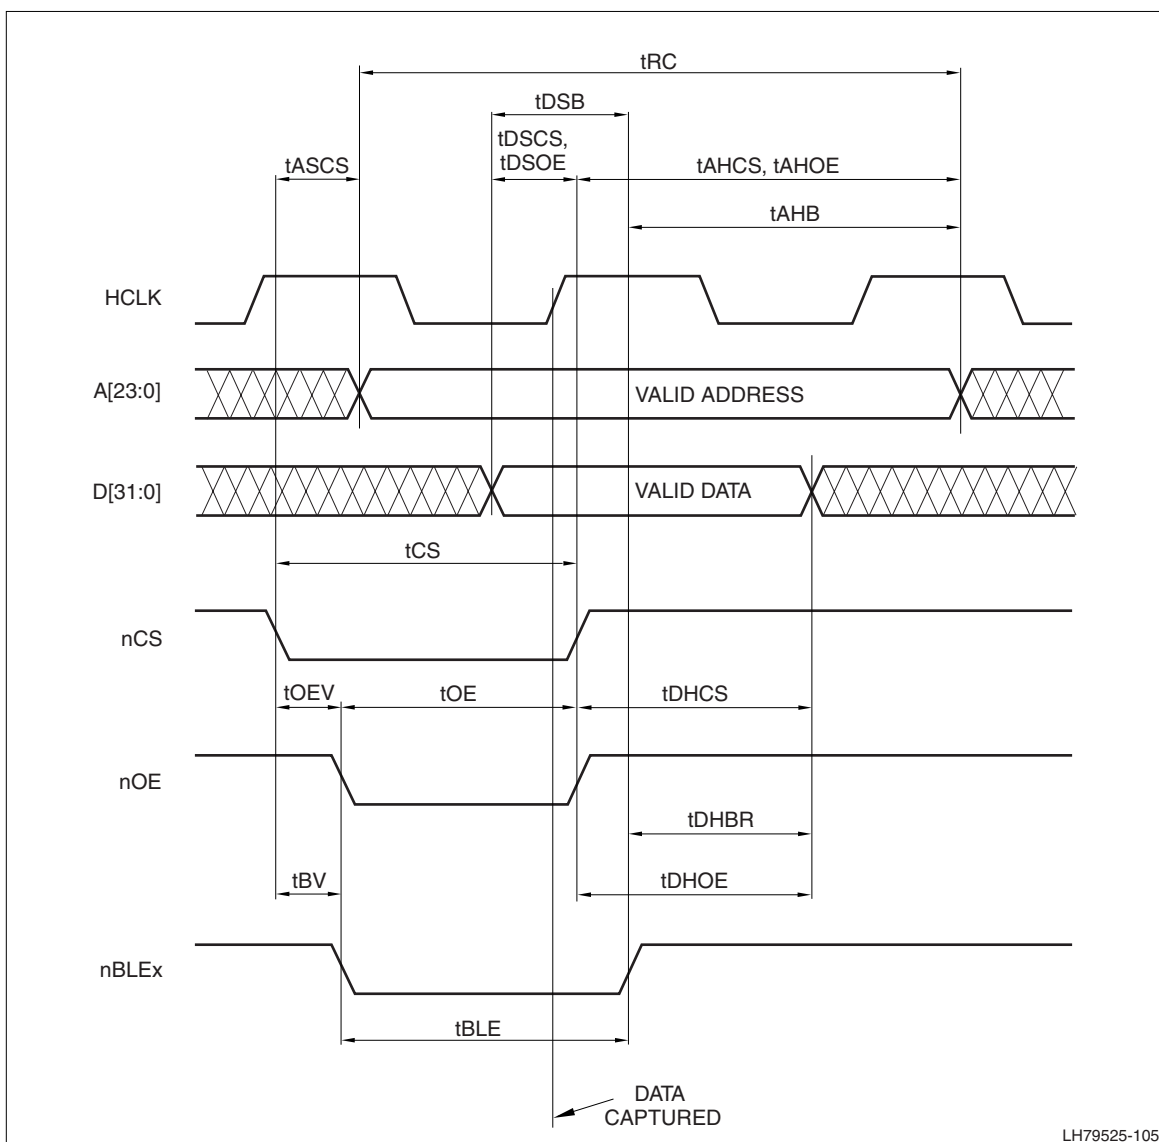 tRC
tDSB
tDSCS,
tDSOE
tASCS
tAHCS, tAHOE
tAHB
HCLK
A[23:0]
VALID ADDRESS
D[31:0]
VALID DATA
tCS
nCS
tOEV
tOE
tDHCS
nOE
tDHBR
tBV
tDHOE
nBLEx
tBLE
DATA
CAPTURED
LH79525-105